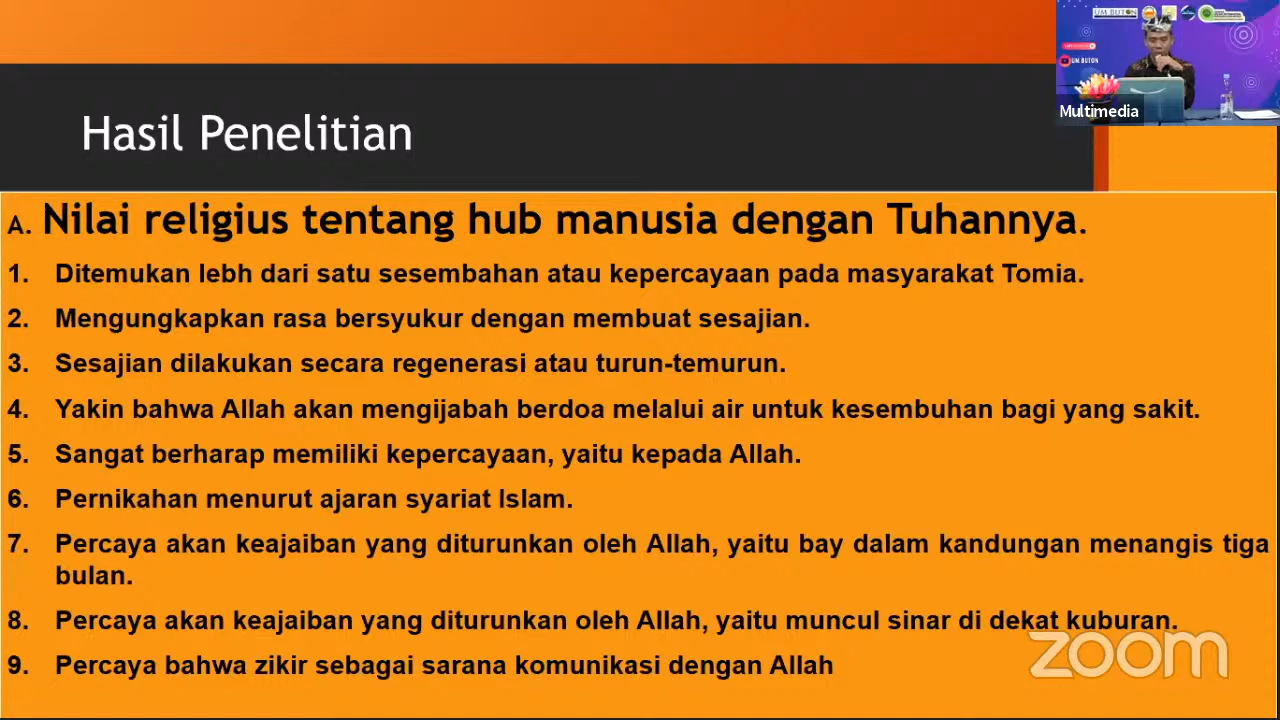 UM BUTON
UM BUTON
Multimedia
Hasil Penelitian
A. Nilai religius tentang hub manusia dengan Tuhannya.
1. Ditemukan lebh dari satu sesembahan atau kepercayaan pada masyarakat Tomia.
2. Mengungkapkan rasa bersyukur dengan membuat sesajian.
3. Sesajian dilakukan secara regenerasi atau turun-temurun.
4. Yakin bahwa Allah akan mengijabah berdoa melalui air untuk kesembuhan bagi yang sakit.
5. Sangat berharap memiliki kepercayaan, yaitu kepada Allah.
6. Pernikahan menurut ajaran syariat Islam.
7. Percaya akan keajaiban yang diturunkan oleh Allah, yaitu bay dalam kandungan menangis tiga
bulan.
8. Percaya akan keajaiban yang diturunkan oleh Allah, yaitu muncul sinar di dekat kuburan.
9. Percaya bahwa zikir sebagai sarana komunikasi dengan Allah
zoom